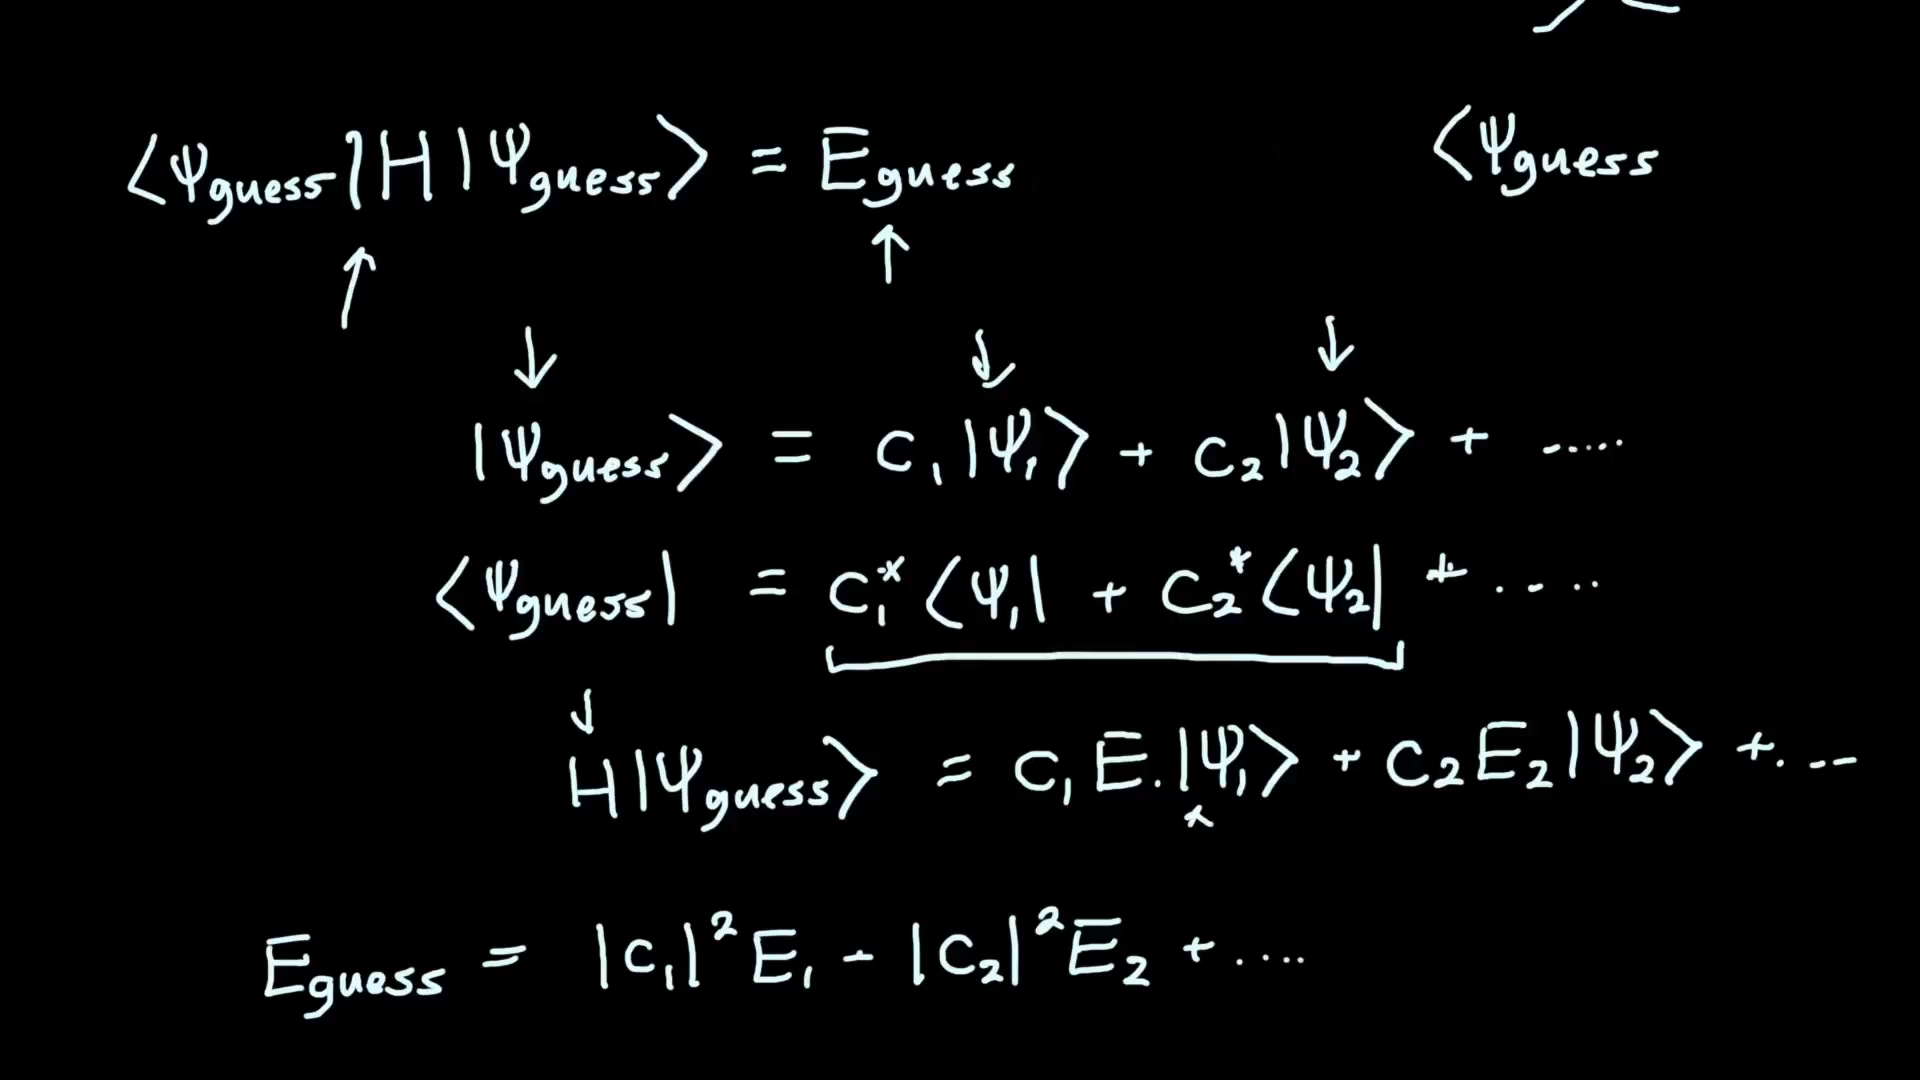 ⟨Ψguess|H|Ψguess⟩ = Eguess
⟨Ψguess
|Ψguess⟩ = c₁|Ψ₁⟩ + c₂|Ψ₂⟩ + .....
⟨Ψguess| = c₁*⟨Ψ₁| + c₂*⟨Ψ₂| + ....
H|Ψguess⟩ = c₁E.|Ψ₁⟩ + c₂E₂|Ψ₂⟩ + ...
Eguess = |c₁|²E₁ - |c₂|²E₂ + ....